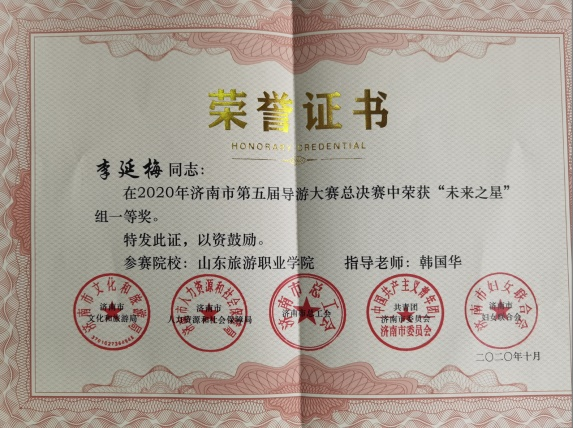 荣誉证书
HONORARY CREDENTIAL
李延梅同志:
在2020年济南市第五届导游大赛总决赛中荣获“未来之星”
组一等奖。
特发此证,以资鼓励。
参赛院校:山东旅游职业学院 指导老师:韩国华
济南市文化和旅游局
济南市
文化和旅游局
3701027384948
济南市人力资源和社会保障局
济南市
人力资源和社会保障局
济南市总工会
济南市总工会
中国共产主义青年团
济南市委员会
共青团
济南市委员会
济南市妇女联合会
济南市
妇女联合会
二〇二〇年十月